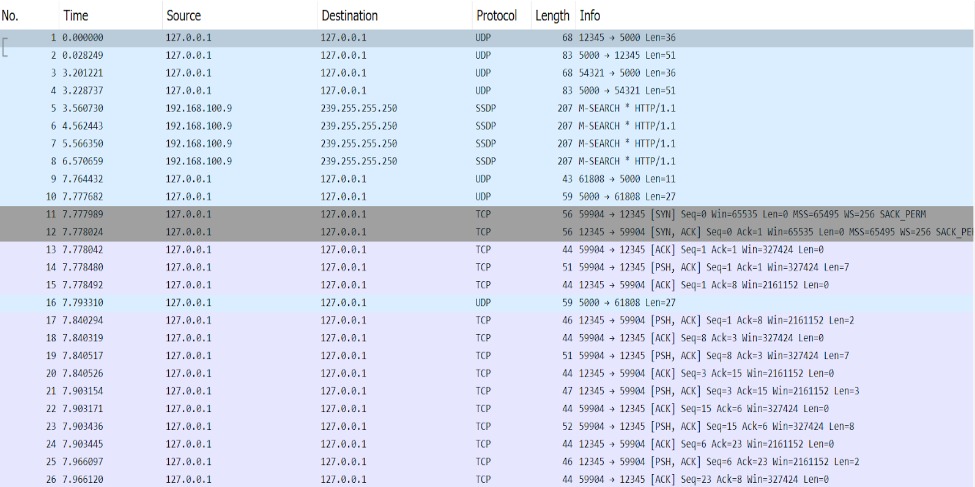 No. Time Source Destination Protocol Length Info
1 0.000000 127.0.0.1 127.0.0.1 UDP 68 12345 → 5000 Len=36
2 0.028249 127.0.0.1 127.0.0.1 UDP 83 5000 → 12345 Len=51
3 3.201221 127.0.0.1 127.0.0.1 UDP 68 54321 → 5000 Len=36
4 3.228737 127.0.0.1 127.0.0.1 UDP 83 5000 → 54321 Len=51
5 3.560730 192.168.100.9 239.255.255.250 SSDP 207 M-SEARCH * HTTP/1.1
6 4.562443 192.168.100.9 239.255.255.250 SSDP 207 M-SEARCH * HTTP/1.1
7 5.566350 192.168.100.9 239.255.255.250 SSDP 207 M-SEARCH * HTTP/1.1
8 6.570659 192.168.100.9 239.255.255.250 SSDP 207 M-SEARCH * HTTP/1.1
9 7.764432 127.0.0.1 127.0.0.1 UDP 43 61808 → 5000 Len=11
10 7.777682 127.0.0.1 127.0.0.1 UDP 59 5000 → 61808 Len=27
11 7.777989 127.0.0.1 127.0.0.1 TCP 56 59904 → 12345 [SYN] Seq=0 Win=65535 Len=0 MSS=65495 WS=256 SACK_PERM
12 7.778024 127.0.0.1 127.0.0.1 TCP 56 12345 → 59904 [SYN, ACK] Seq=0 Ack=1 Win=65535 Len=0 MSS=65495 WS=256 SACK_PE
13 7.778042 127.0.0.1 127.0.0.1 TCP 44 59904 → 12345 [ACK] Seq=1 Ack=1 Win=327424 Len=0
14 7.778480 127.0.0.1 127.0.0.1 TCP 51 59904 → 12345 [PSH, ACK] Seq=1 Ack=1 Win=327424 Len=7
15 7.778492 127.0.0.1 127.0.0.1 TCP 44 12345 → 59904 [ACK] Seq=1 Ack=8 Win=2161152 Len=0
16 7.793310 127.0.0.1 127.0.0.1 UDP 59 5000 → 61808 Len=27
17 7.840294 127.0.0.1 127.0.0.1 TCP 46 12345 → 59904 [PSH, ACK] Seq=1 Ack=8 Win=2161152 Len=2
18 7.840319 127.0.0.1 127.0.0.1 TCP 44 59904 → 12345 [ACK] Seq=8 Ack=3 Win=327424 Len=0
19 7.840517 127.0.0.1 127.0.0.1 TCP 51 59904 → 12345 [PSH, ACK] Seq=8 Ack=3 Win=327424 Len=7
20 7.840526 127.0.0.1 127.0.0.1 TCP 44 12345 → 59904 [ACK] Seq=3 Ack=15 Win=2161152 Len=0
21 7.903154 127.0.0.1 127.0.0.1 TCP 47 12345 → 59904 [PSH, ACK] Seq=3 Ack=15 Win=2161152 Len=3
22 7.903171 127.0.0.1 127.0.0.1 TCP 44 59904 → 12345 [ACK] Seq=15 Ack=6 Win=327424 Len=0
23 7.903436 127.0.0.1 127.0.0.1 TCP 52 59904 → 12345 [PSH, ACK] Seq=15 Ack=6 Win=327424 Len=8
24 7.903445 127.0.0.1 127.0.0.1 TCP 44 12345 → 59904 [ACK] Seq=6 Ack=23 Win=2161152 Len=0
25 7.966097 127.0.0.1 127.0.0.1 TCP 46 12345 → 59904 [PSH, ACK] Seq=6 Ack=23 Win=2161152 Len=2
26 7.966120 127.0.0.1 127.0.0.1 TCP 44 59904 → 12345 [ACK] Seq=23 Ack=8 Win=327424 Len=0